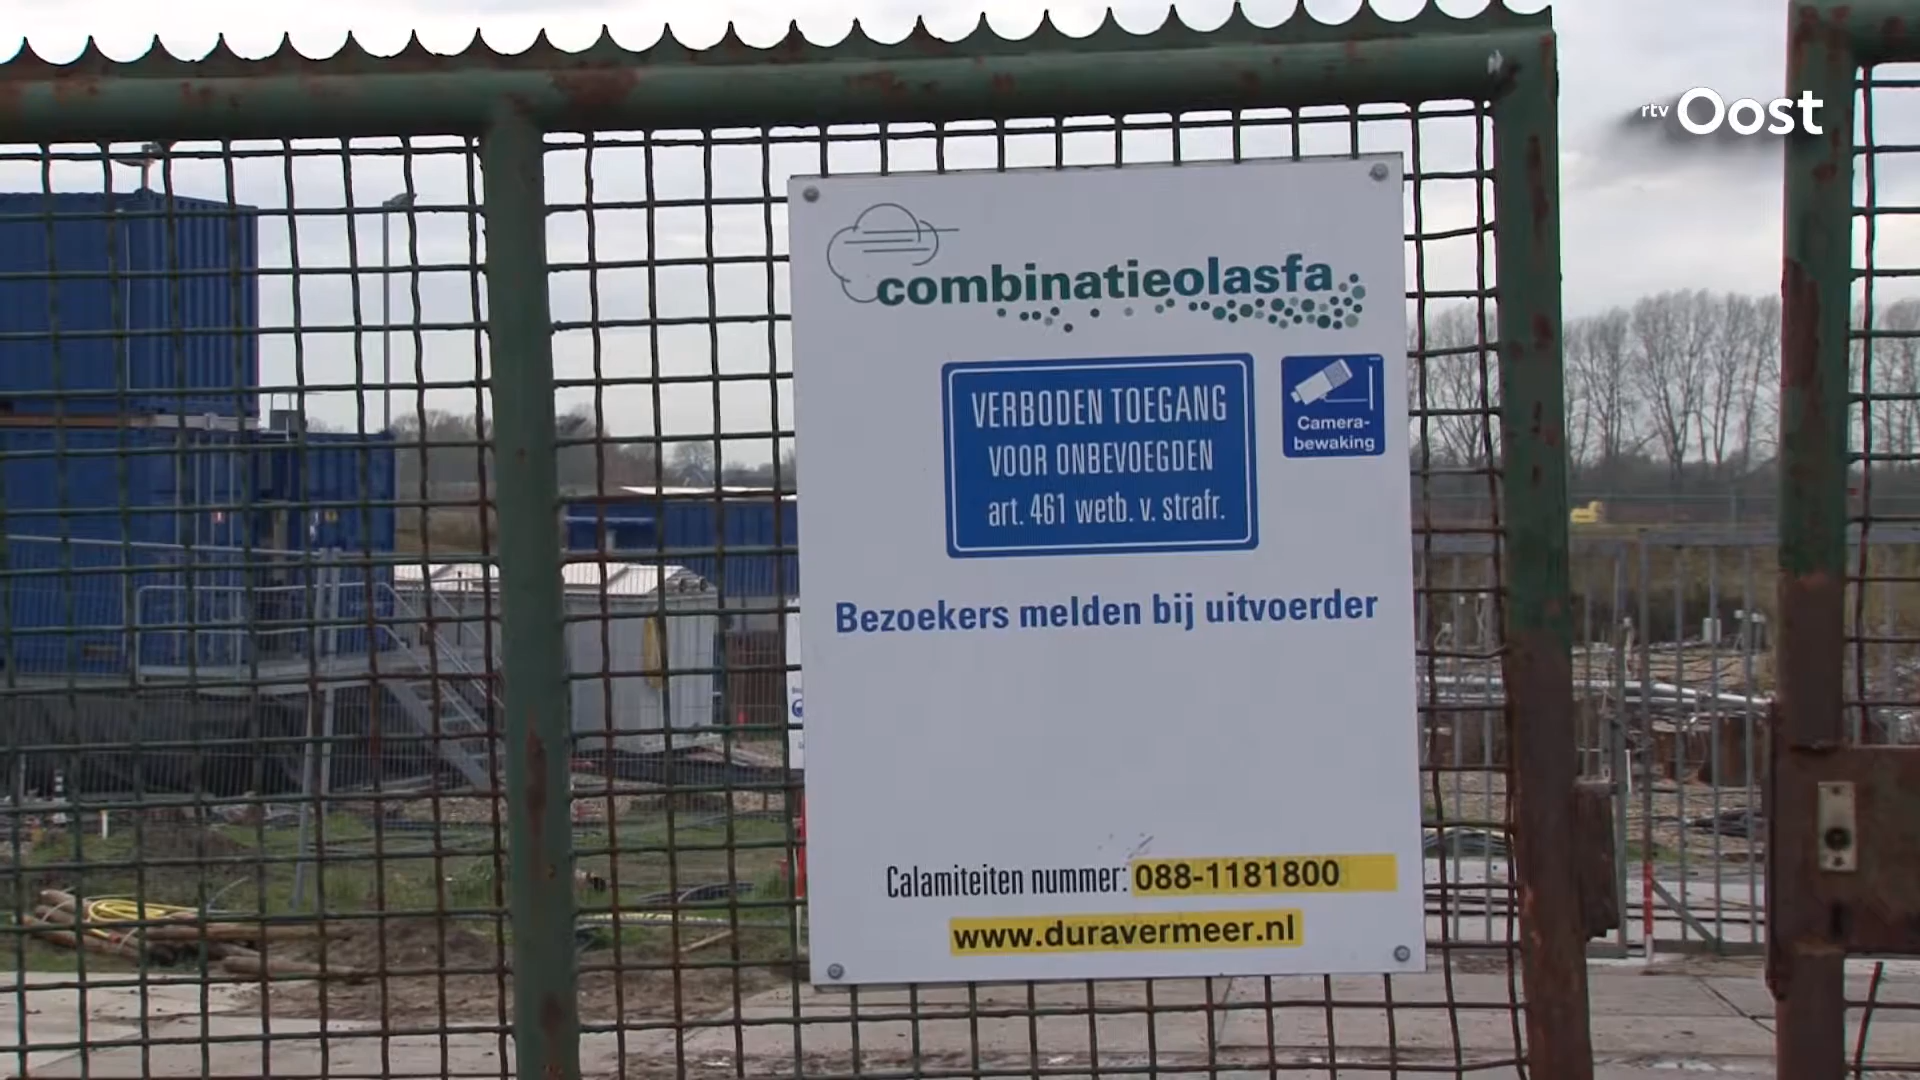 rtv Oost
combinatieolasfa
VERBODEN TOEGANG
VOOR ONBEVOEGDEN
art. 461 wetb. v. strafr.
Camera-
bewaking
Bezoekers melden bij uitvoerder
Calamiteiten nummer: 088-1181800
www.duravermeer.nl